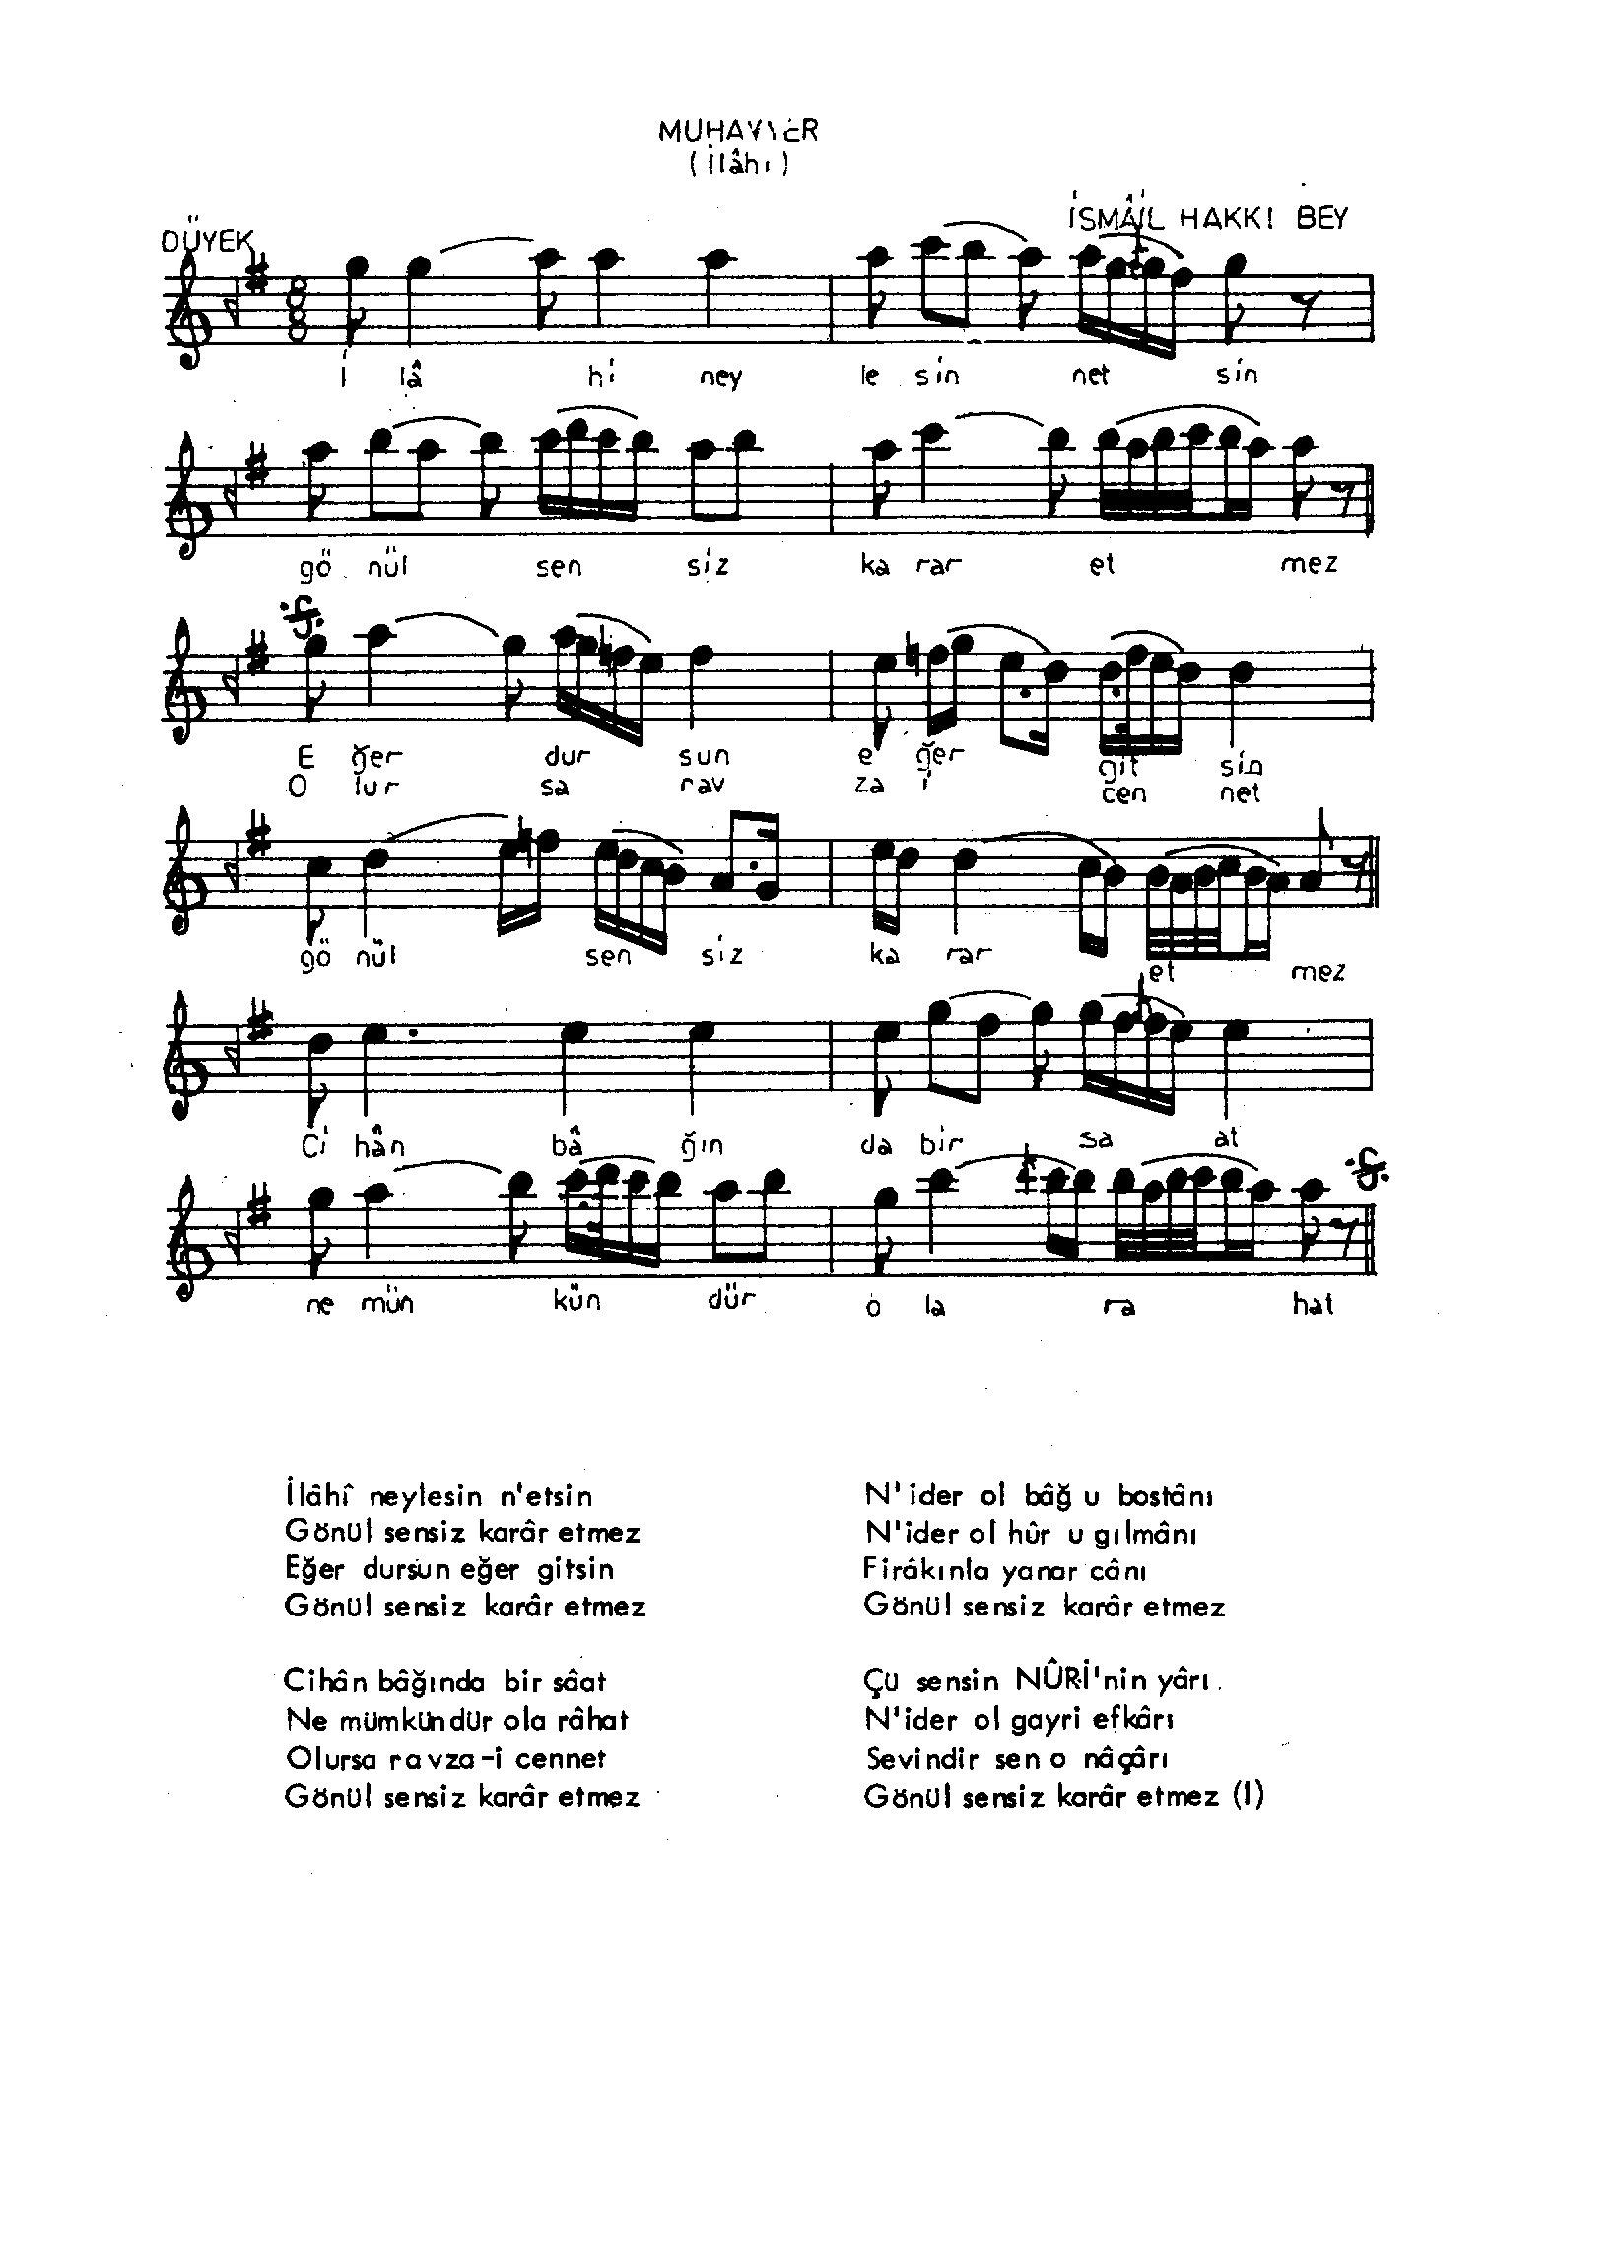 MUHAYYER
(İlâhi)
İSMÂİL HAKKI BEY
DÜYEK
8
8
İ lâ hi ney le sin net sin
gö nül sen siz ka rar et mez
E ğer dur sun e ğer git sin
O lur sa rav za i cen net
gö nül sen siz ka rar et mez
Ci hân bâ ğın da bir sa at
ne mün kün dür o la ra hat
İlâhî neylesin n'etsin
Gönül sensiz karâr etmez
Eğer dursun eğer gitsin
Gönül sensiz karâr etmez
Cihân bâğında bir sâat
Ne mümkündür ola râhat
Olursa ravza-i cennet
Gönül sensiz karâr etmez
N'ider ol bâğ u bostânı
N'ider ol hûr u gılmânı
Firâkınla yanar cânı
Gönül sensiz karâr etmez
Çü sensin NÛRİ'nin yârı
N'ider ol gayri efkârı
Sevindir sen o nâçârı
Gönül sensiz karâr etmez (I)